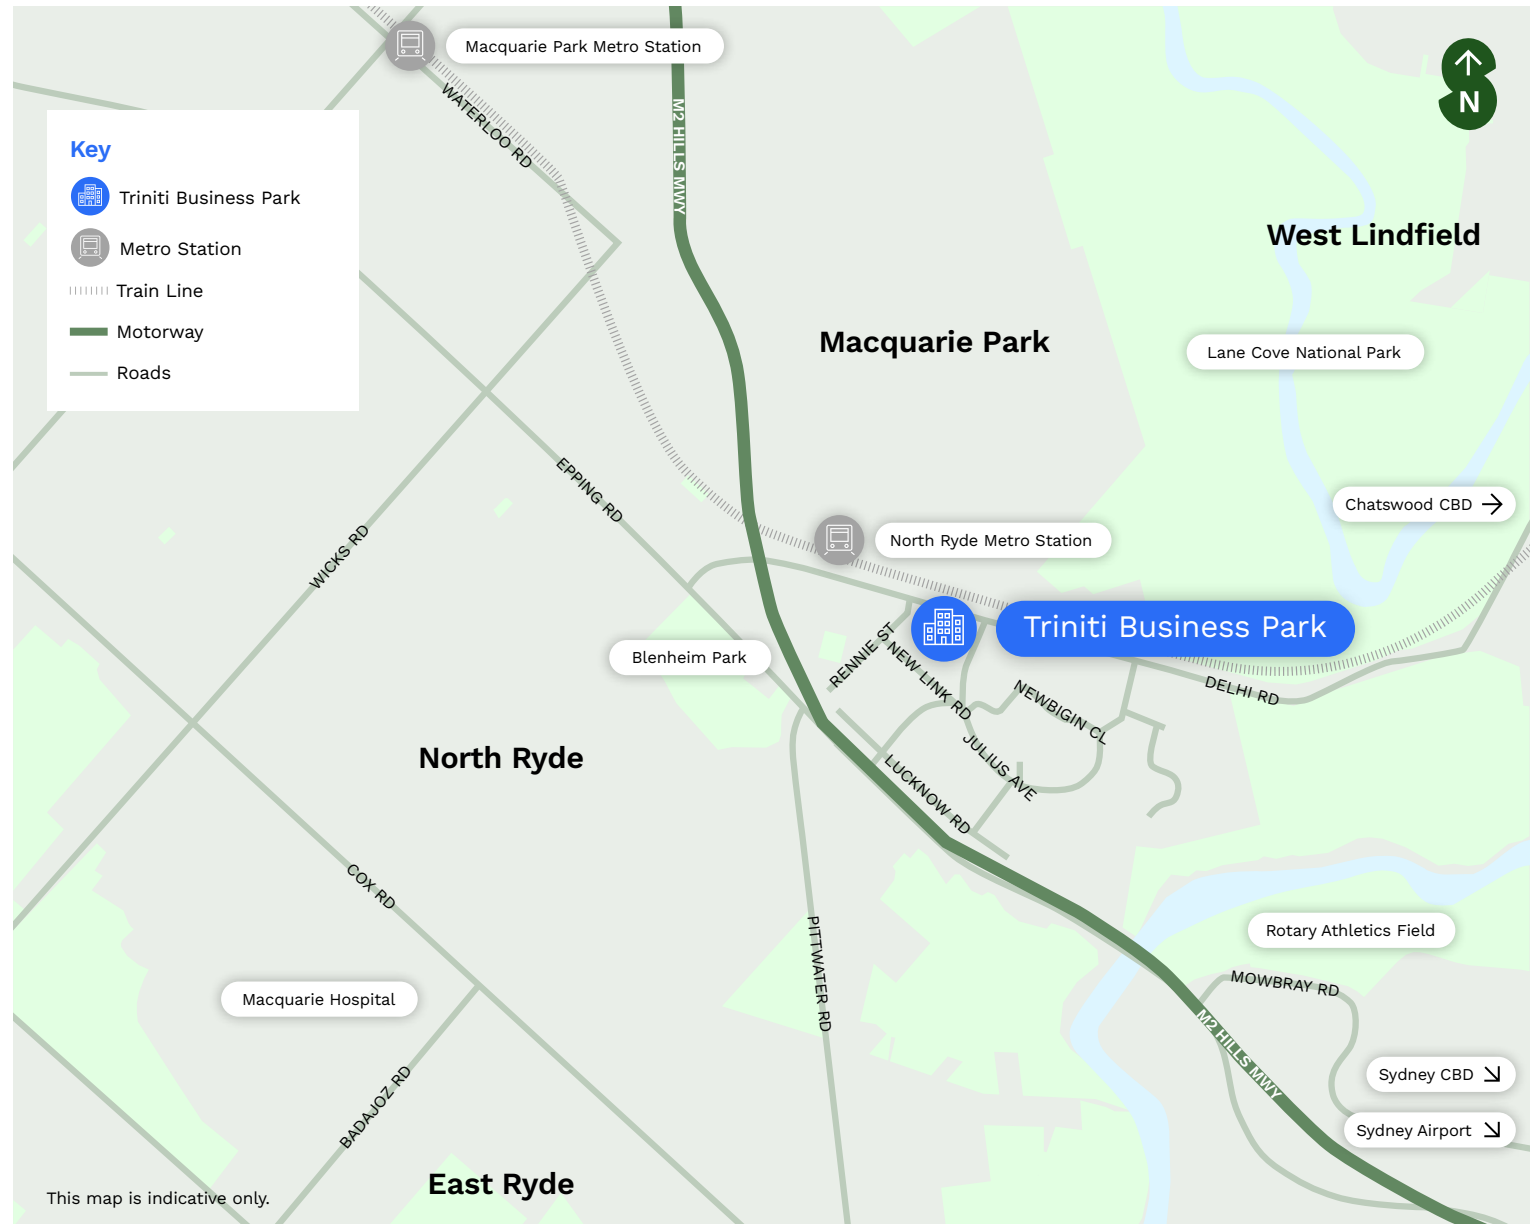 Macquarie Park Metro Station
N
WATERLOO RD
M2 HILLS MWY
Key
Triniti Business Park
Metro Station
Train Line
Motorway
Roads
West Lindfield
Macquarie Park
Lane Cove National Park
EPPING RD
Chatswood CBD
WICKS RD
North Ryde Metro Station
Triniti Business Park
Blenheim Park
RENNIE ST
S NEW LINK RD
NEWBIGIN CL
DELHI RD
JULIUS AVE
North Ryde
LUCKNOW RD
COX RD
PITTWATER RD
Rotary Athletics Field
MOWBRAY RD
Macquarie Hospital
M2 HILLS MWY
Sydney CBD
BADAJOZ RD
Sydney Airport
East Ryde
This map is indicative only.